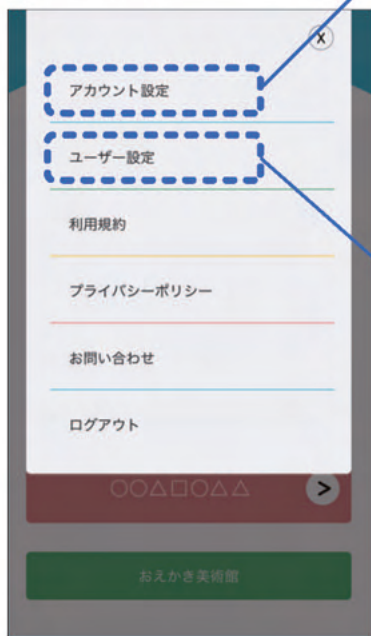 X
アカウント設定
ユーザー設定
利用規約
プライバシーポリシー
お問い合わせ
ログアウト
○○△□○△△
>
おえかき美術館